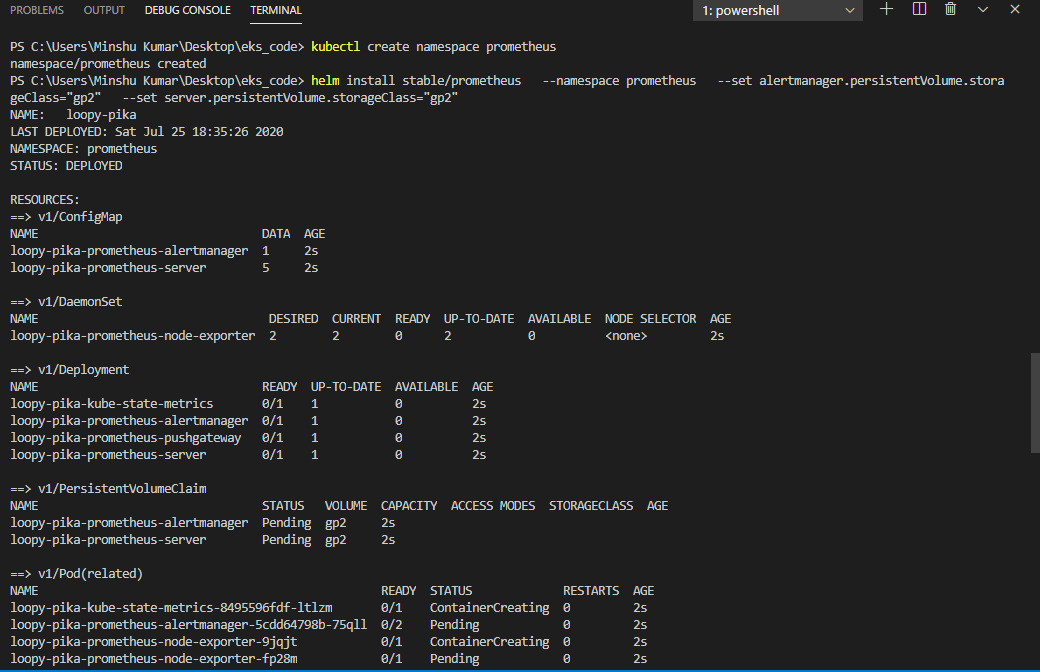 PROBLEMS OUTPUT DEBUG CONSOLE TERMINAL 1: powershell
PS C:\Users\Minshu Kumar\Desktop\eks_code> kubectl create namespace prometheus
namespace/prometheus created
PS C:\Users\Minshu Kumar\Desktop\eks_code> helm install stable/prometheus   --namespace prometheus   --set alertmanager.persistentVolume.stora
geClass="gp2"   --set server.persistentVolume.storageClass="gp2"
NAME:   loopy-pika
LAST DEPLOYED: Sat Jul 25 18:35:26 2020
NAMESPACE: prometheus
STATUS: DEPLOYED
RESOURCES:
==> v1/ConfigMap
NAME                                DATA  AGE
loopy-pika-prometheus-alertmanager  1     2s
loopy-pika-prometheus-server        5     2s
==> v1/DaemonSet
NAME                                 DESIRED  CURRENT  READY  UP-TO-DATE  AVAILABLE  NODE SELECTOR  AGE
loopy-pika-prometheus-node-exporter  2        2        0      2           0          <none>         2s
==> v1/Deployment
NAME                                READY  UP-TO-DATE  AVAILABLE  AGE
loopy-pika-kube-state-metrics       0/1    1           0          2s
loopy-pika-prometheus-alertmanager  0/1    1           0          2s
loopy-pika-prometheus-pushgateway   0/1    1           0          2s
loopy-pika-prometheus-server        0/1    1           0          2s
==> v1/PersistentVolumeClaim
NAME                                STATUS   VOLUME  CAPACITY  ACCESS MODES  STORAGECLASS  AGE
loopy-pika-prometheus-alertmanager  Pending  gp2     2s
loopy-pika-prometheus-server        Pending  gp2     2s
==> v1/Pod(related)
NAME                                                 READY  STATUS             RESTARTS  AGE
loopy-pika-kube-state-metrics-8495596fdf-ltlzm       0/1    ContainerCreating  0         2s
loopy-pika-prometheus-alertmanager-5cdd64798b-75qll  0/2    Pending            0         2s
loopy-pika-prometheus-node-exporter-9jqjt            0/1    ContainerCreating  0         2s
loopy-pika-prometheus-node-exporter-fp28m            0/1    Pending            0         2s